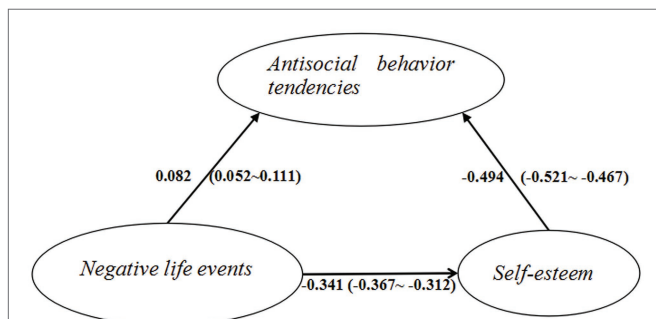 Antisocial behavior
tendencies
0.082 (0.052~0.111)
-0.494 (-0.521~ -0.467)
Negative life events
Self-esteem
-0.341 (-0.367~ -0.312)